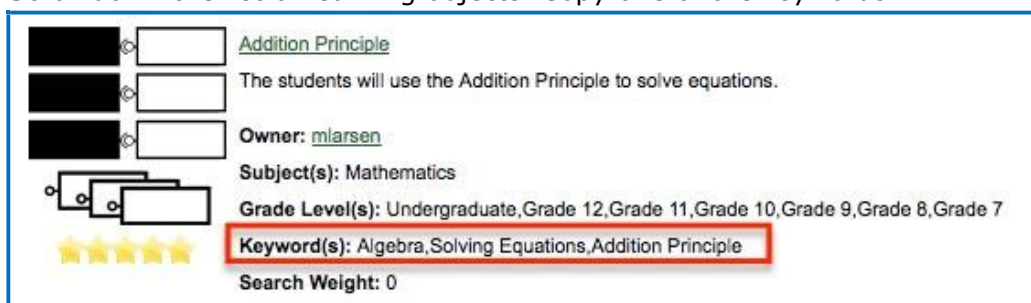 Addition Principle
The students will use the Addition Principle to solve equations.
Owner: mlarsen
Subject(s): Mathematics
Grade Level(s): Undergraduate,Grade 12,Grade 11,Grade 10,Grade 9,Grade 8,Grade 7
Keyword(s): Algebra,Solving Equations,Addition Principle
Search Weight: 0